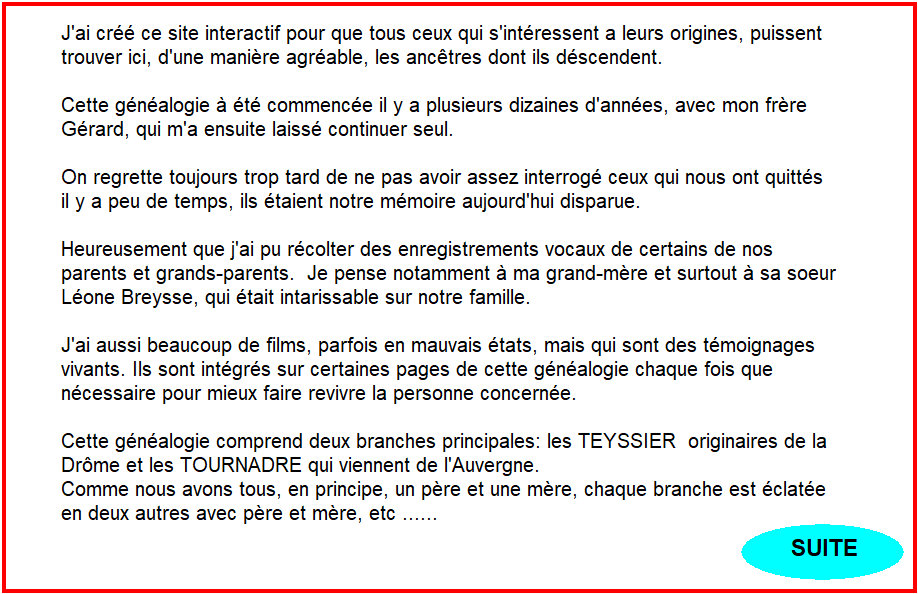 J'ai créé ce site interactif pour que tous ceux qui s'intéressent a leurs origines, puissent
trouver ici, d'une manière agréable, les ancêtres dont ils déscendent.
Cette généalogie à été commencée il y a plusieurs dizaines d'années, avec mon frère
Gérard, qui m'a ensuite laissé continuer seul.
On regrette toujours trop tard de ne pas avoir assez interrogé ceux qui nous ont quittés
il y a peu de temps, ils étaient notre mémoire aujourd'hui disparue.
Heureusement que j'ai pu récolter des enregistrements vocaux de certains de nos
parents et grands-parents.  Je pense notamment à ma grand-mère et surtout à sa soeur
Léone Breysse, qui était intarissable sur notre famille.
J'ai aussi beaucoup de films, parfois en mauvais états, mais qui sont des témoignages
vivants. Ils sont intégrés sur certaines pages de cette généalogie chaque fois que
nécessaire pour mieux faire revivre la personne concernée.
Cette généalogie comprend deux branches principales: les TEYSSIER  originaires de la
Drôme et les TOURNADRE qui viennent de l'Auvergne.
Comme nous avons tous, en principe, un père et une mère, chaque branche est éclatée
en deux autres avec père et mère, etc ......
SUITE